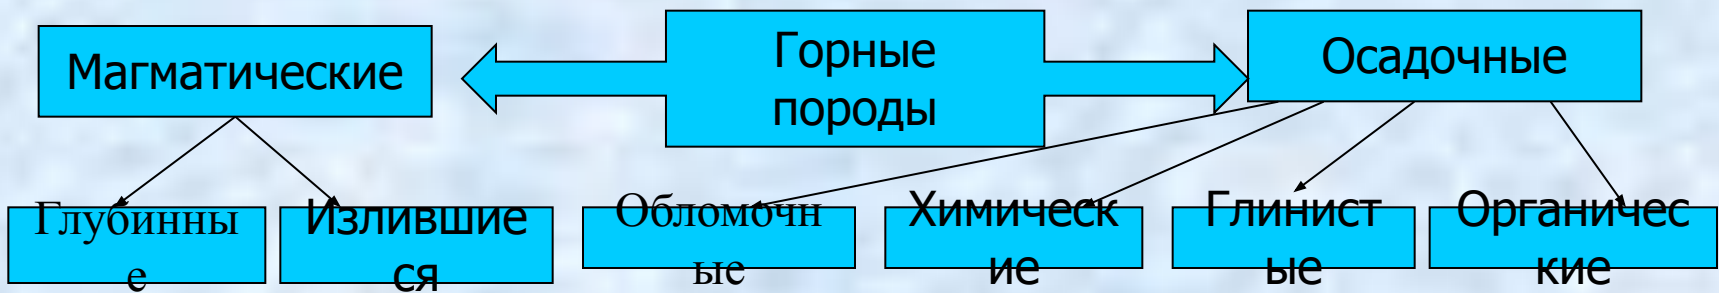 Магматические
Горные
породы
Осадочные
Глубинны
е
Излившие
ся
Обломочн
ые
Химическ
ие
Глинист
ые
Органичес
кие